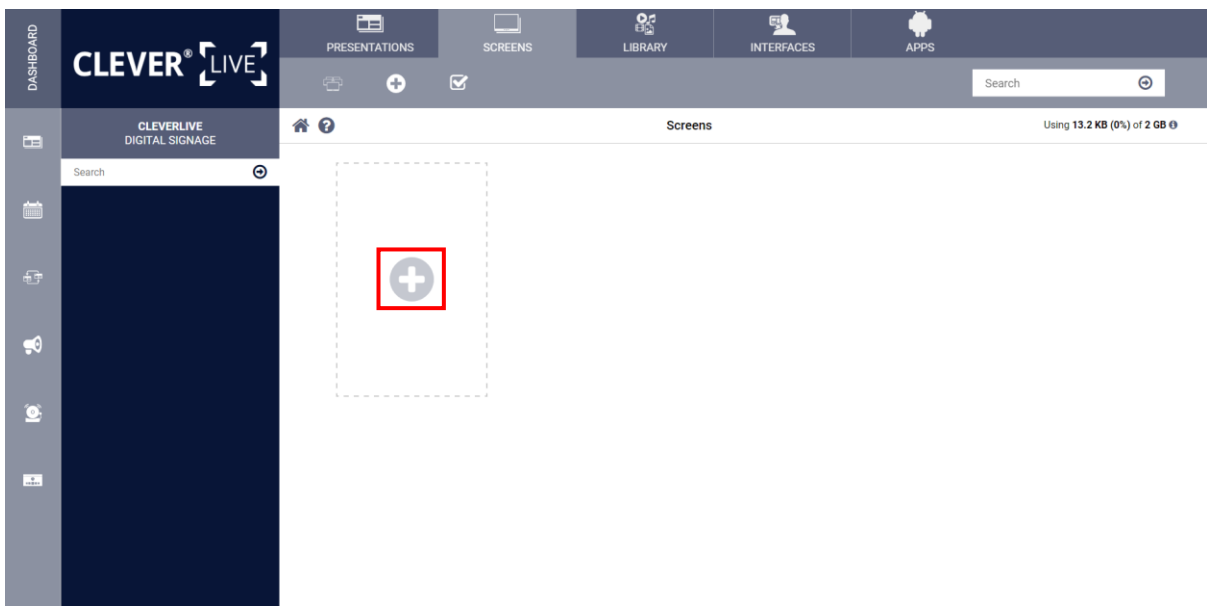 DASHBOARD
CLEVER® LIVE
PRESENTATIONS
SCREENS
LIBRARY
INTERFACES
APPS
Search
CLEVERLIVE
DIGITAL SIGNAGE
Screens
Using 13.2 KB (0%) of 2 GB
Search